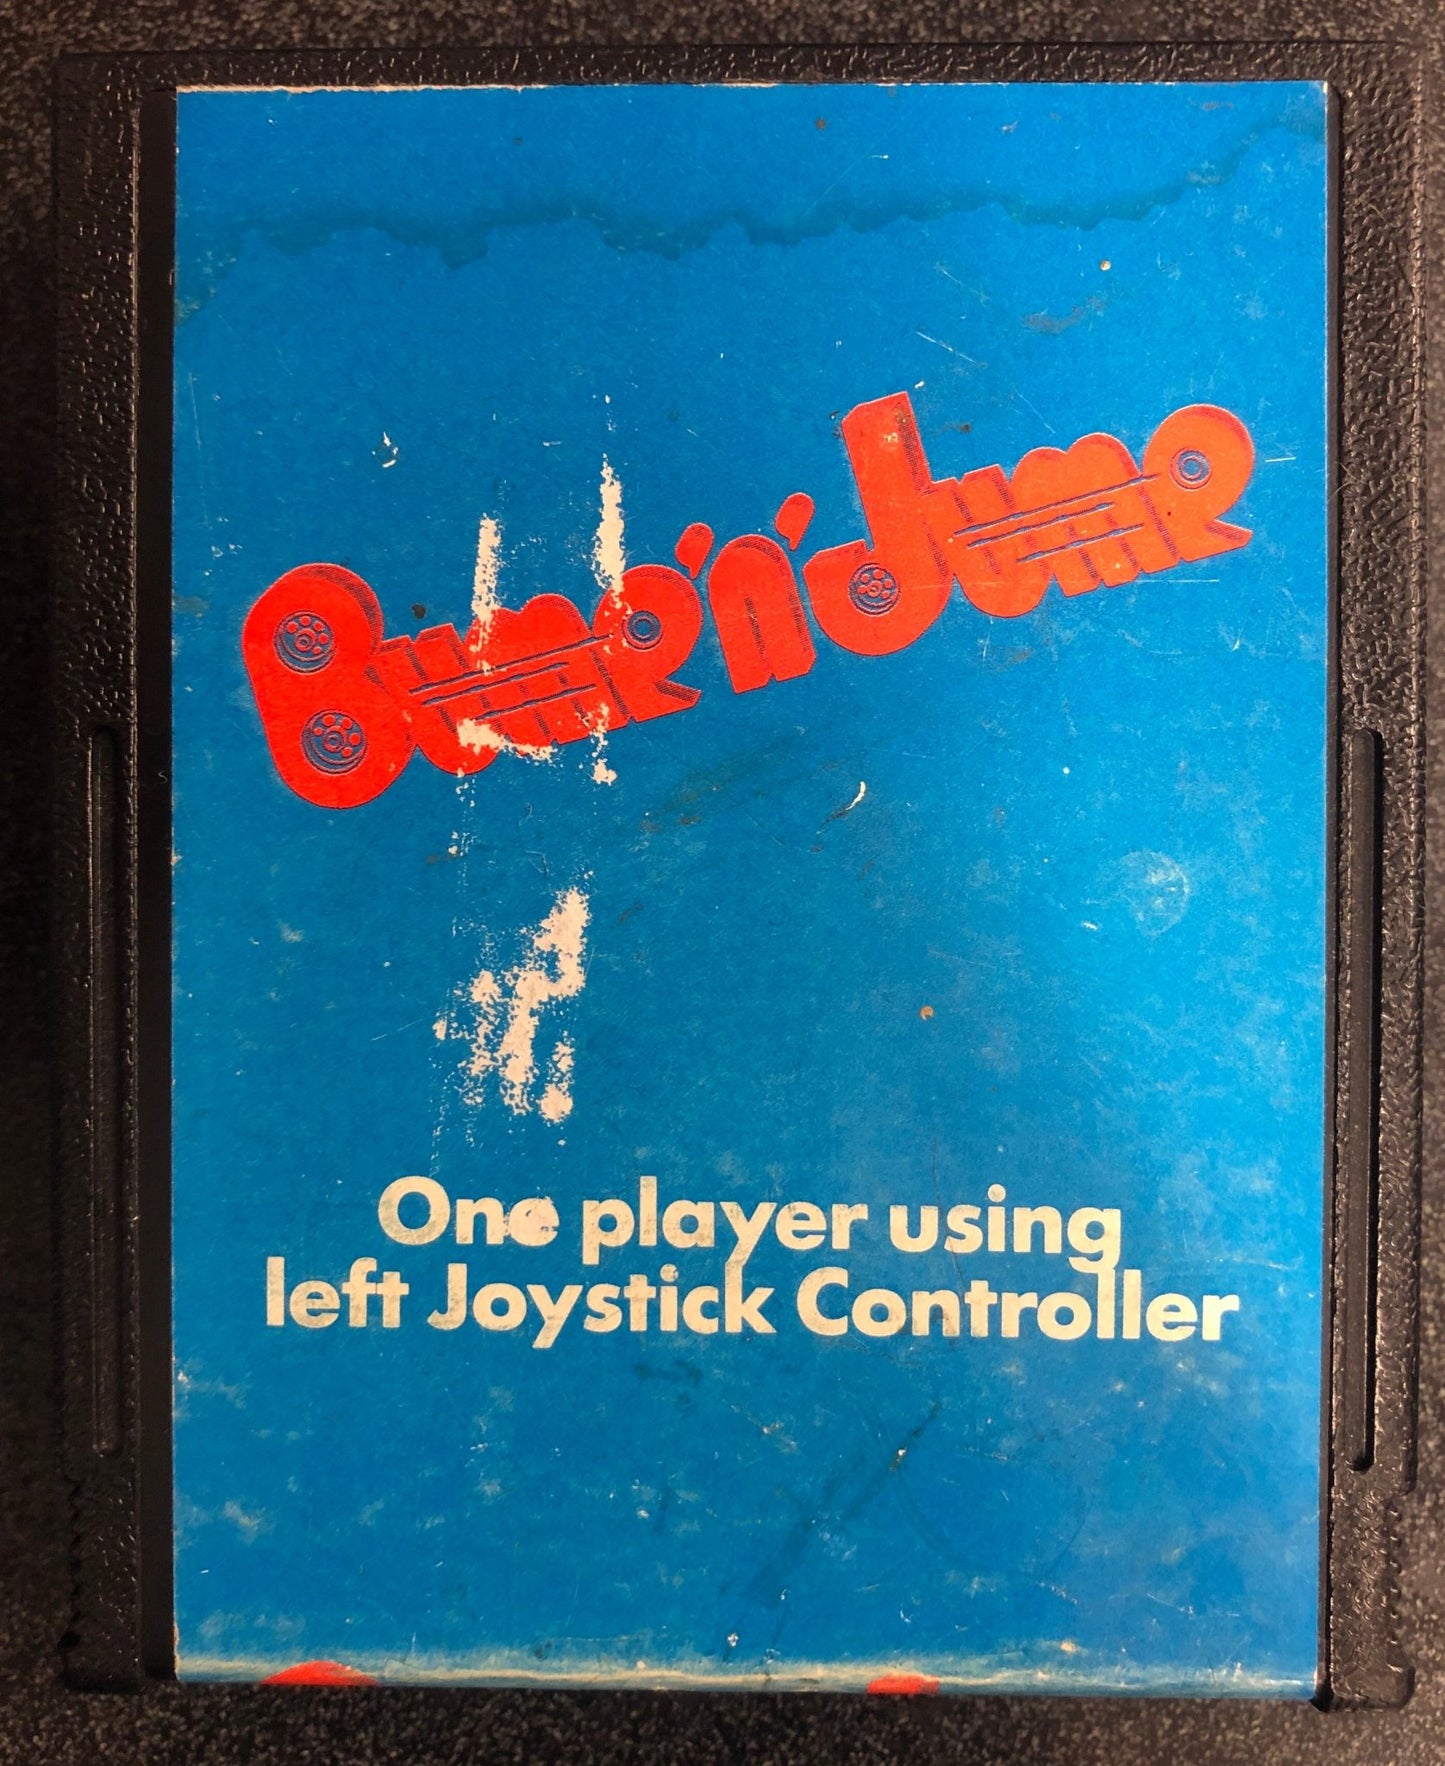 Bump 'n' Jump
One player using
left Joystick Controller